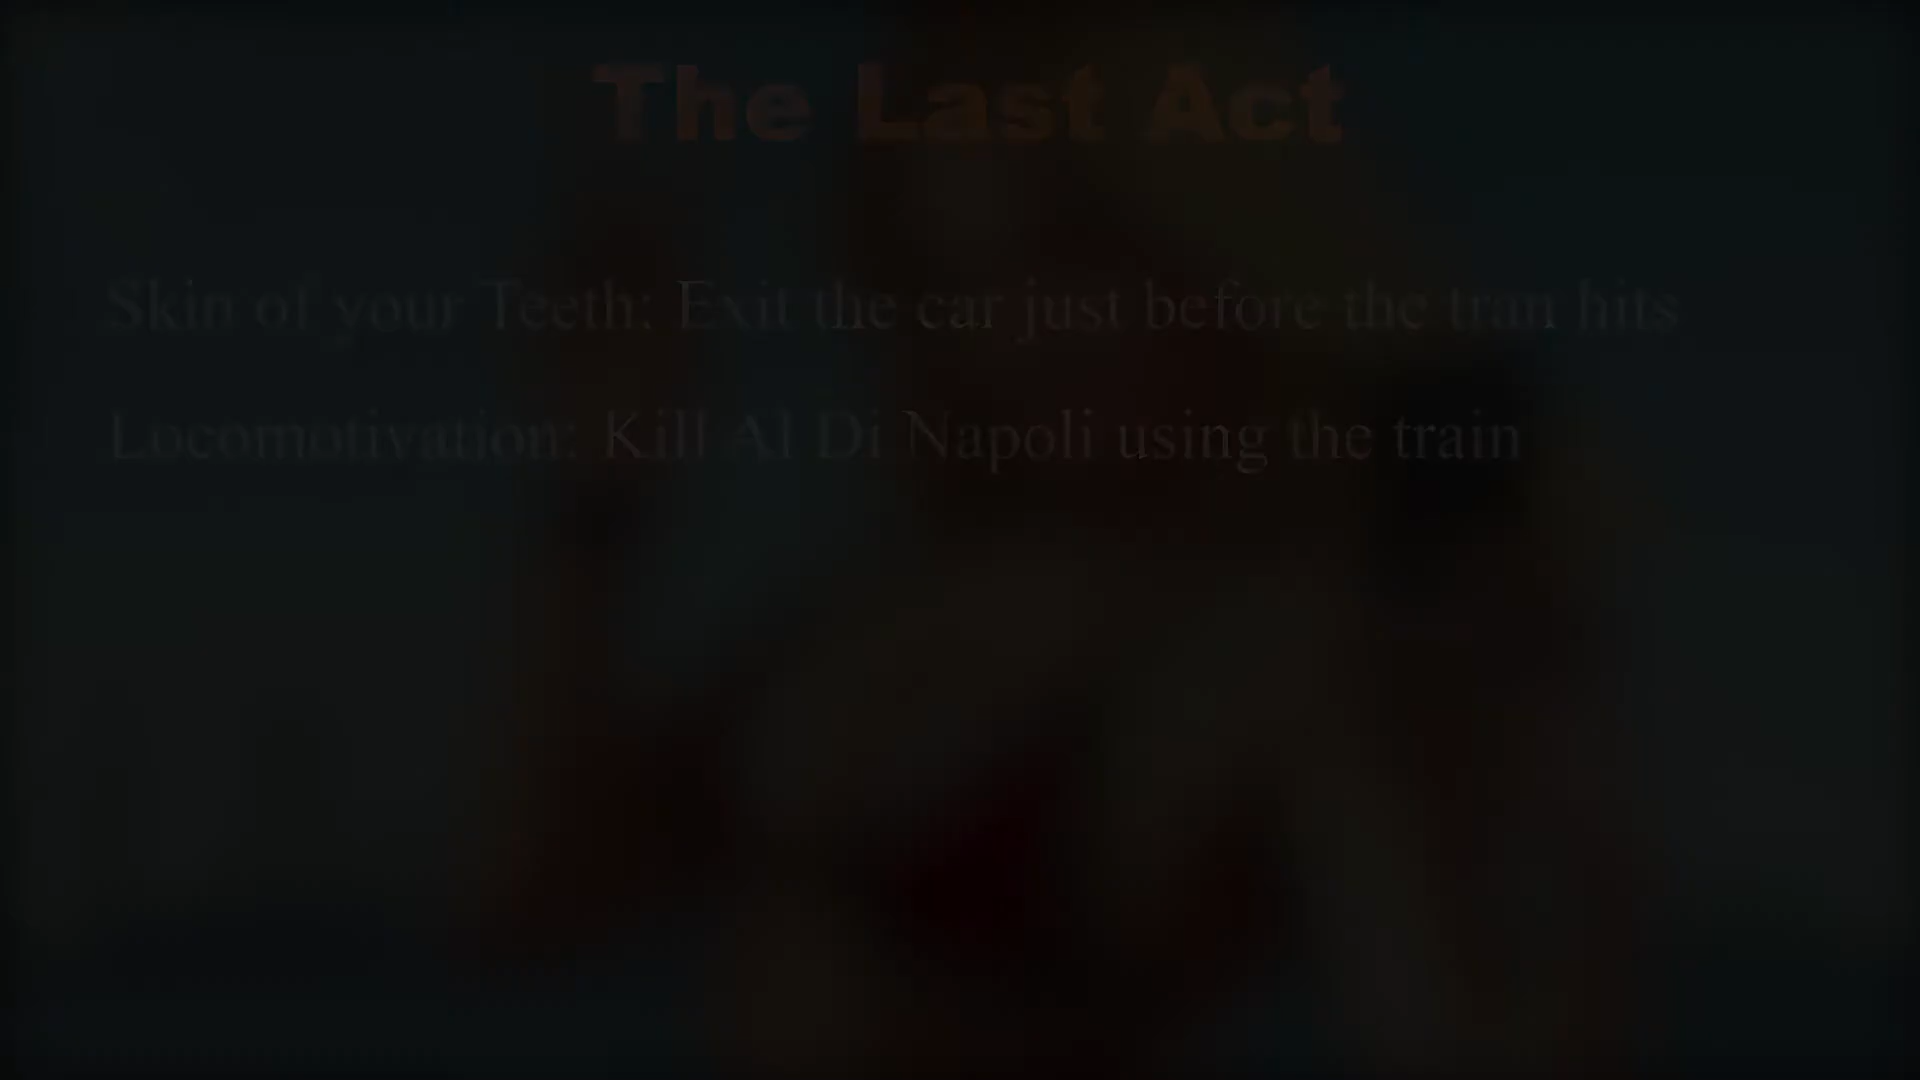 The Last Act
Skin of your Teeth: Exit the car just before the tran hits
Locomotivation: Kill Al Di Napoli using the train